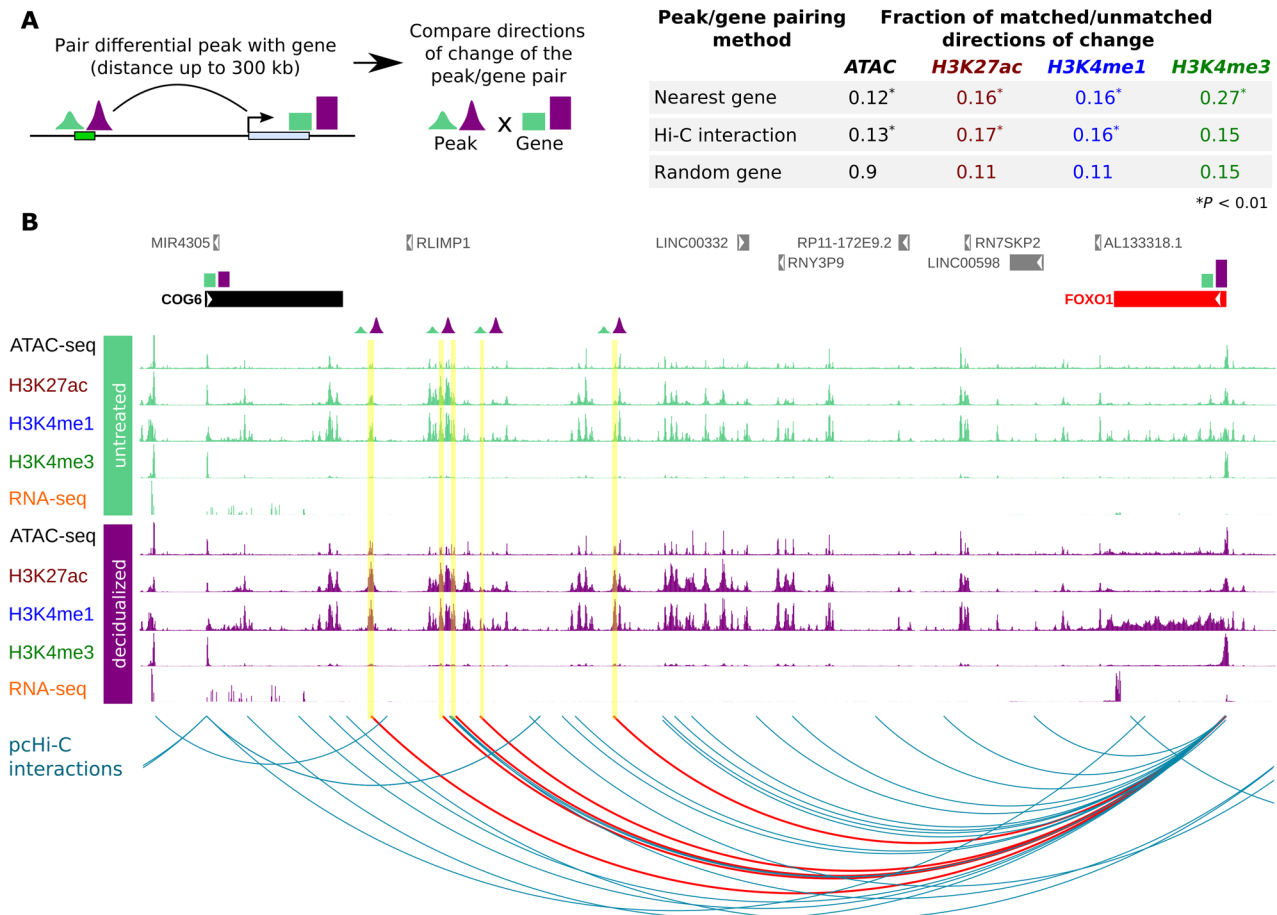 A
Pair differential peak with gene
(distance up to 300 kb)
Compare directions
of change of the
peak/gene pair
Peak x Gene
Peak/gene pairing
method
Fraction of matched/unmatched
directions of change
ATAC H3K27ac H3K4me1 H3K4me3
Nearest gene 0.12* 0.16* 0.16* 0.27*
Hi-C interaction 0.13* 0.17* 0.16* 0.15
Random gene 0.9 0.11 0.11 0.15
*P < 0.01
B
MIR4305 RLIMP1 LINC00332 RP11-172E9.2 RN7SKP2 AL133318.1
RNY3P9 LINC00598
COG6 FOXO1
untreated
ATAC-seq
H3K27ac
H3K4me1
H3K4me3
RNA-seq
decidualized
ATAC-seq
H3K27ac
H3K4me1
H3K4me3
RNA-seq
pcHi-C
interactions